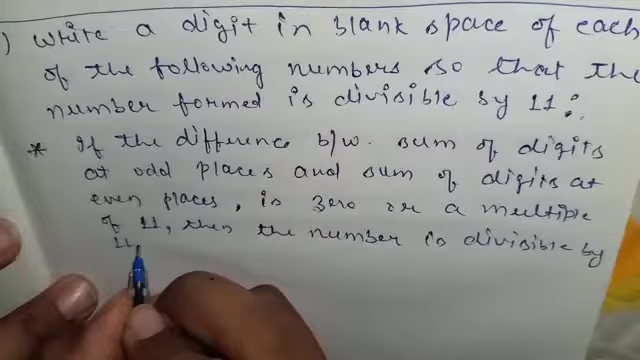 ) Write a digit in blank space of each
of the following numbers so that the
number formed is divisible by 11:
* If the difference b/w. sum of digits
at odd places and sum of digits at
even places, is zero or a multiple
of 11, then the number is divisible by
11.